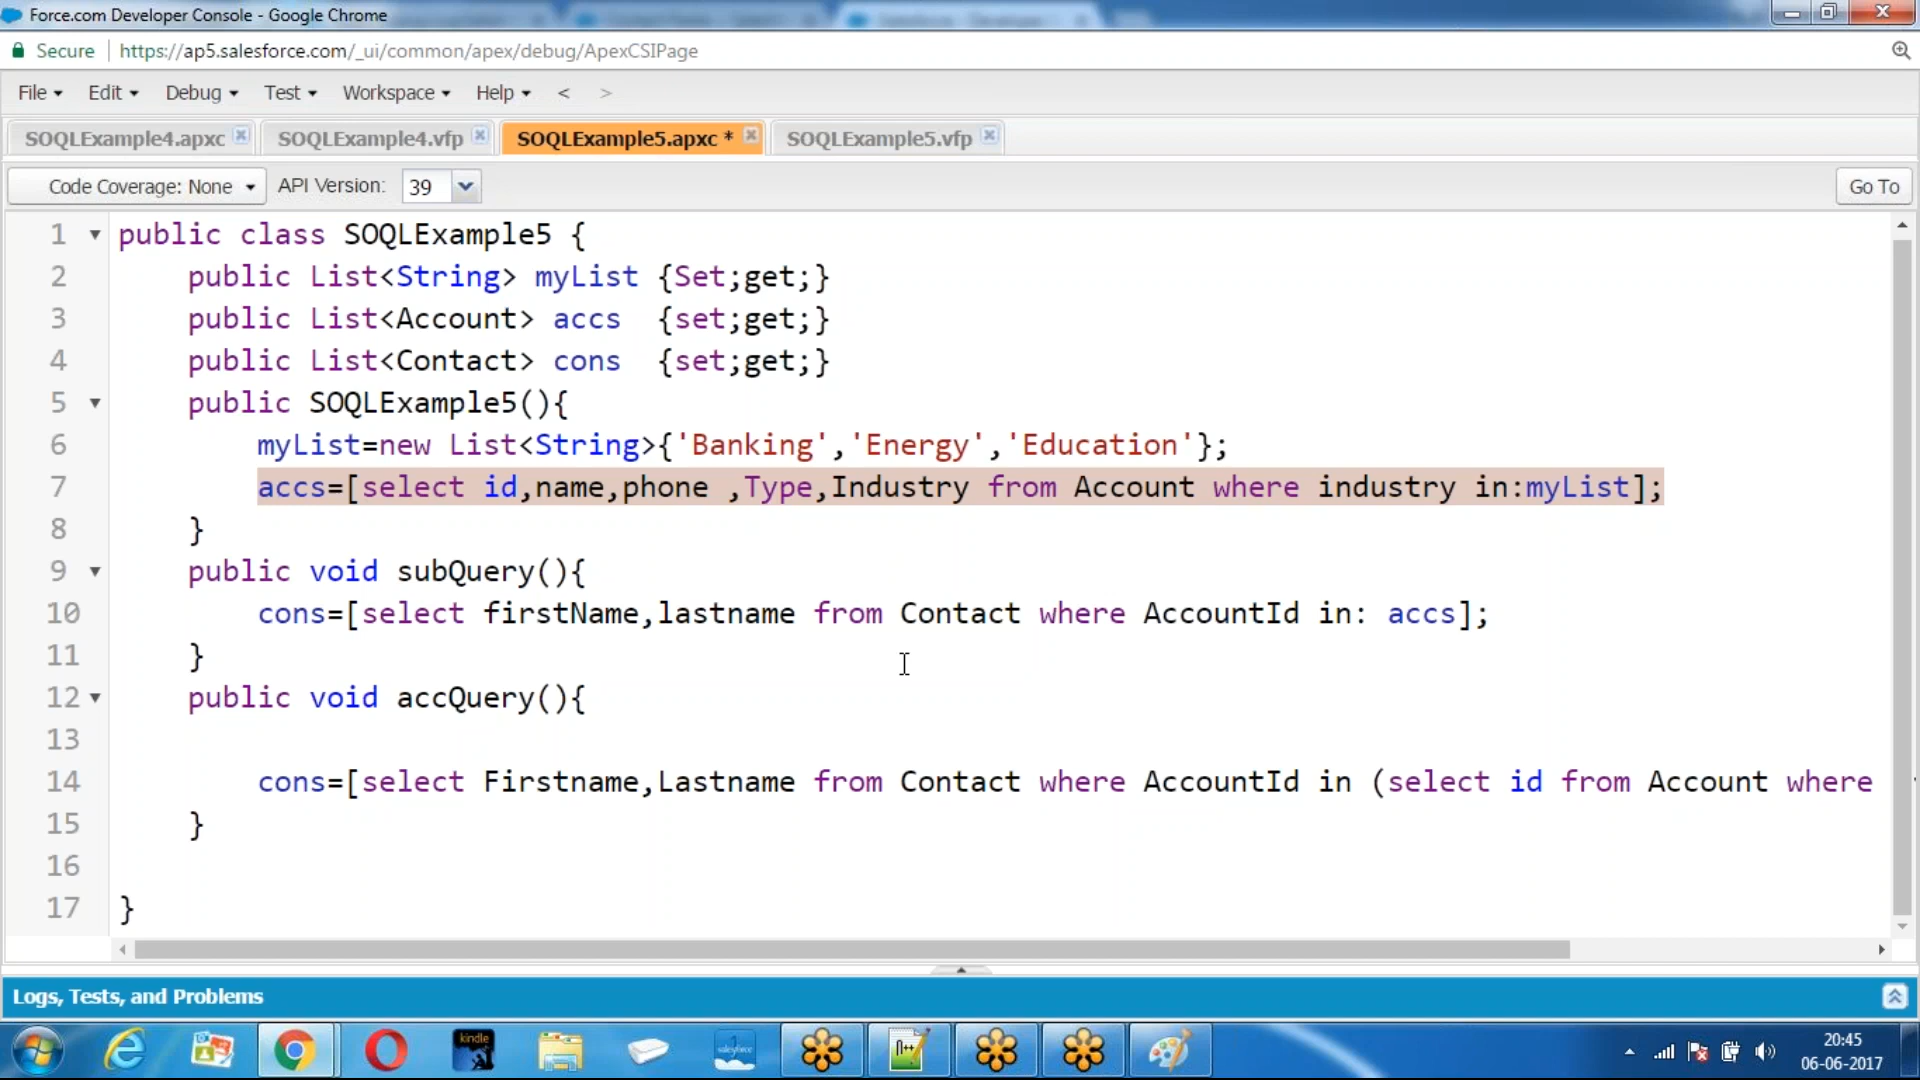 Force.com Developer Console - Google Chrome
Secure https://ap5.salesforce.com/_ui/common/apex/debug/ApexCSIPage
File Edit Debug Test Workspace Help < >
SOQLExample4.apxc SOQLExample4.vfp SOQLExample5.apxc * SOQLExample5.vfp
Code Coverage: None API Version: 39 Go To
1 public class SOQLExample5 {
2 public List<String> myList {Set;get;}
3 public List<Account> accs {set;get;}
4 public List<Contact> cons {set;get;}
5 public SOQLExample5(){
6 myList=new List<String>{'Banking','Energy','Education'};
7 accs=[select id,name,phone ,Type,Industry from Account where industry in:myList];
8 }
9 public void subQuery(){
10 cons=[select firstName,lastname from Contact where AccountId in: accs];
11 }
12 public void accQuery(){
13
14 cons=[select Firstname,Lastname from Contact where AccountId in (select id from Account where
15 }
16
17 }
Logs, Tests, and Problems
kindle
salesforce
20:45
06-06-2017